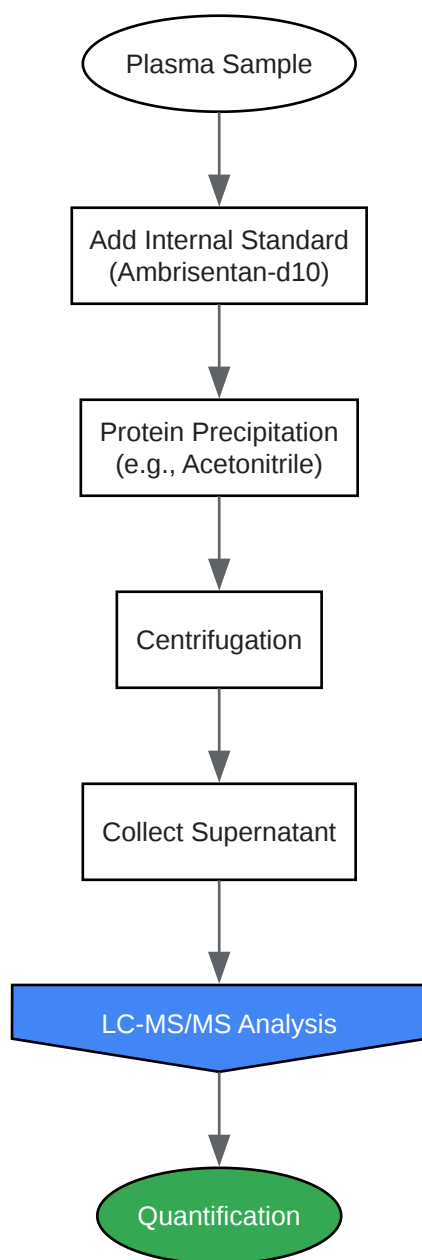 Plasma Sample
Add Internal Standard
(Ambrisentan-d10)
Protein Precipitation
(e.g., Acetonitrile)
Centrifugation
Collect Supernatant
LC-MS/MS Analysis
Quantification